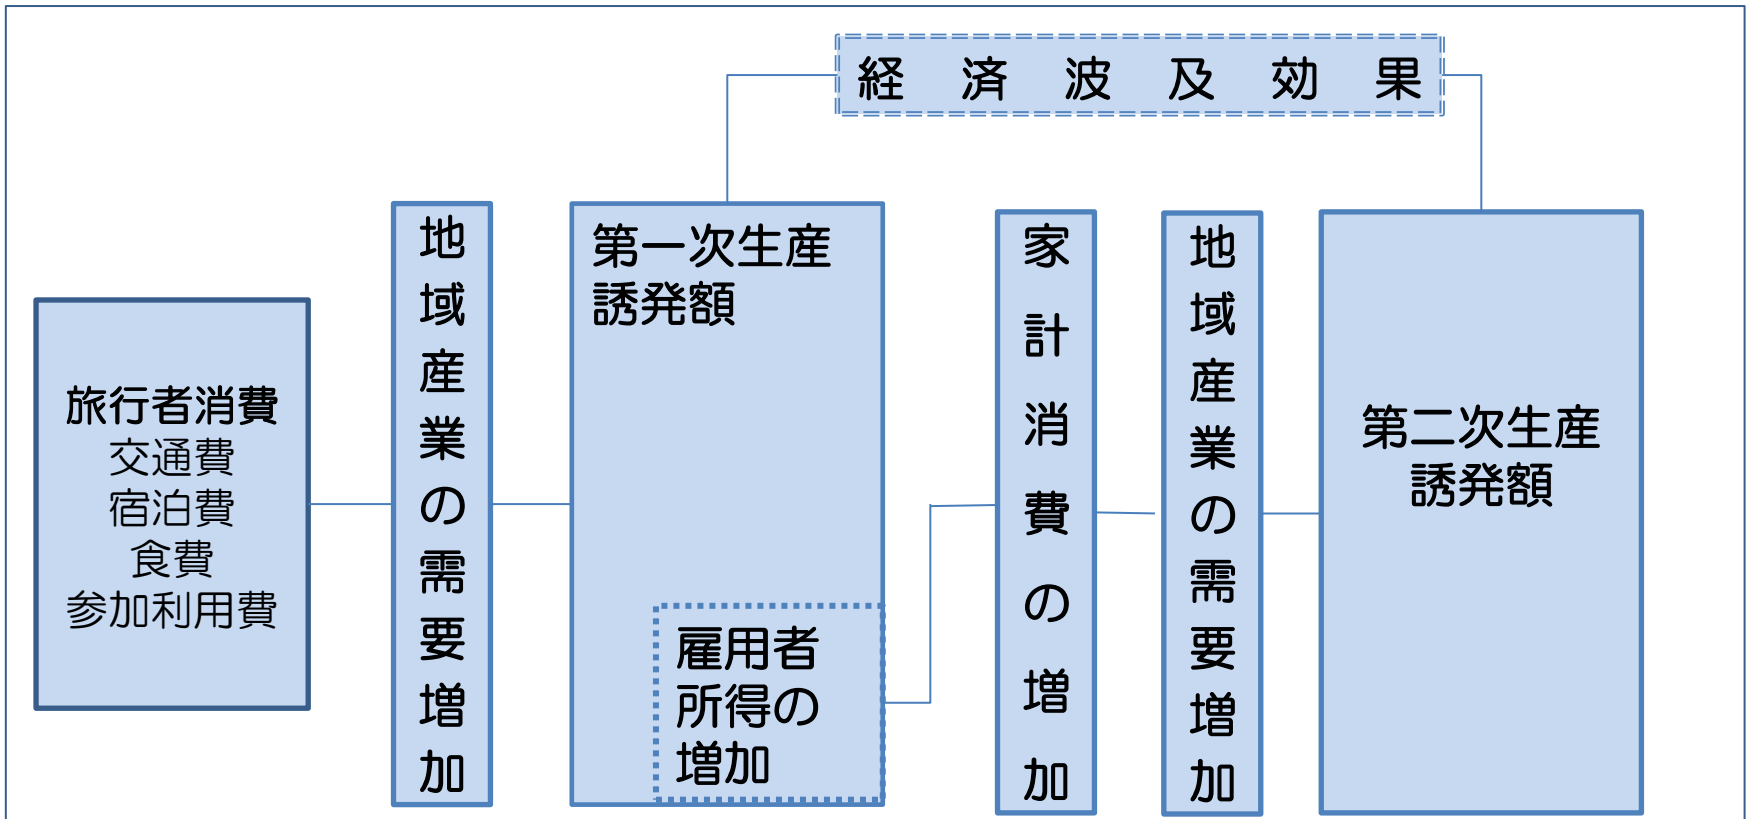 経済波及効果
旅行者消費
交通費
宿泊費
食費
参加利用費
地域産業の需要増加
第一次生産
誘発額
雇用者
所得の
増加
家計消費の増加
地域産業の需要増加
第二次生産
誘発額